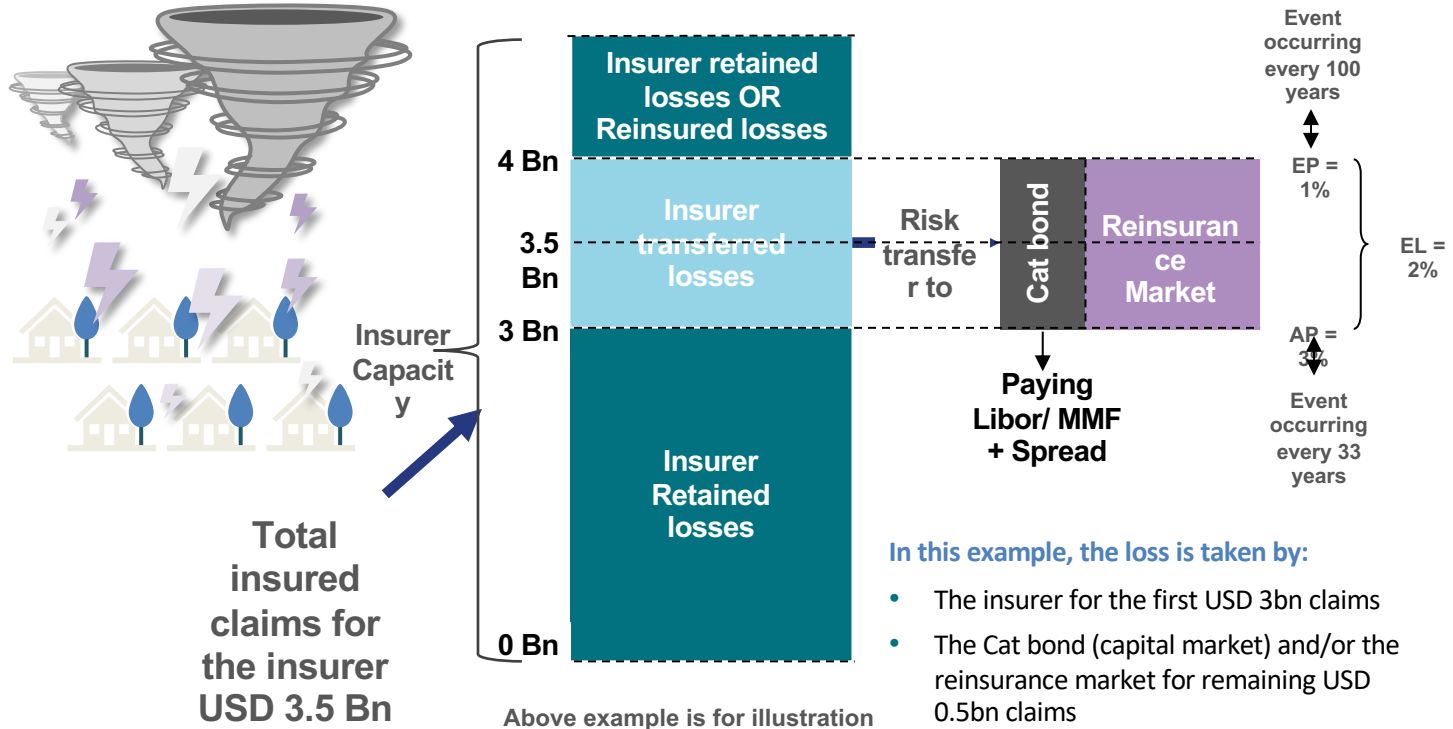 Insurer retained
losses OR
Reinsured losses
4 Bn
Insurer
transferred
losses
3.5
Bn
3 Bn
Insurer
Capacit
y
Insurer
Retained
losses
0 Bn
Risk
transfe
r to
Cat bond
Reinsuran
ce
Market
Paying
Libor/ MMF
+ Spread
Event
occurring
every 100
years
EP =
1%
EL =
2%
AP =
3%
Event
occurring
every 33
years
Total
insured
claims for
the insurer
USD 3.5 Bn
Above example is for illustration
In this example, the loss is taken by:
• The insurer for the first USD 3bn claims
• The Cat bond (capital market) and/or the
reinsurance market for remaining USD
0.5bn claims